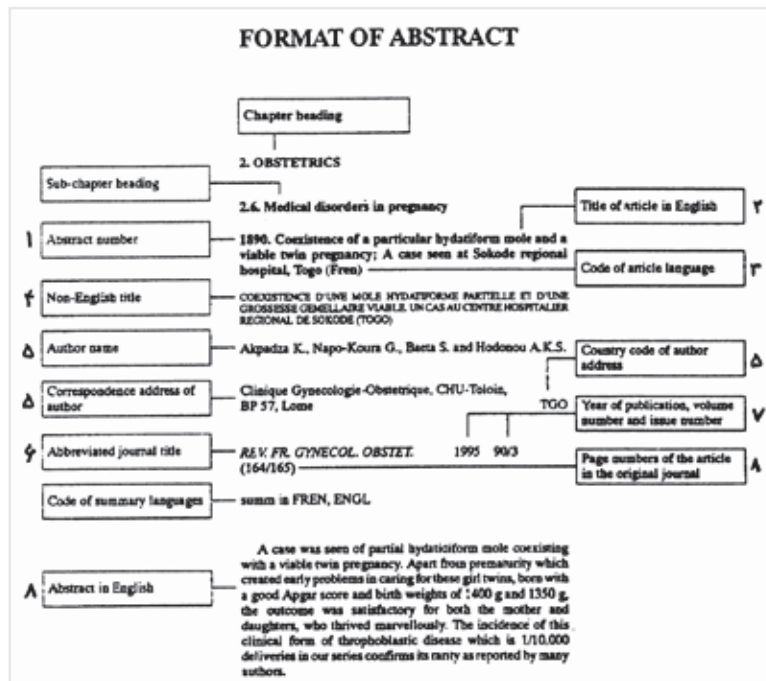 FORMAT OF ABSTRACT
Chapter heading
2. OBSTETRICS
Sub-chapter heading
2.6. Medical disorders in pregnancy
Title of article in English ۲
۱ Abstract number
1890. Coexistence of a particular hydatiform mole and a
viable twin pregnancy; A case seen at Sokode regional
hospital, Togo (Fren)
Code of article language ۳
۴ Non-English title
COEXISTENCE D'UNE MOLE HYDATIFORME PARTIELLE ET D'UNE
GROSSESSE GEMELLAIRE VIABLE. UN CAS AU CENTRE HOSPITALIER
REGIONAL DE SOKODE (TOGO)
۵ Author name
Akpadza K., Napo-Koura G., Baeta S. and Hodonou A.K.S.
Country code of author
address ۵
۵ Correspondence address of
author
Clinique Gynecologie-Obstetrique, CHU-Tokoin,
BP 57, Lome
TGO
Year of publication, volume
number and issue number ۷
۶ Abbreviated journal title
REV. FR. GYNECOL. OBSTET. 1995 90/3
(164/165)
Page numbers of the article
in the original journal ۸
Code of summary languages
summ in FREN, ENGL
۸ Abstract in English
A case was seen of partial hydatidiform mole coexisting
with a viable twin pregnancy. Apart from prematurity which
created early problems in caring for these girl twins, born with
a good Apgar score and birth weights of 1400 g and 1350 g,
the outcome was satisfactory for both the mother and
daughters, who thrived marvellously. The incidence of this
clinical form of throphoblastic disease which is 1/10.000
deliveries in our series confirms its rarity as reported by many
authors.